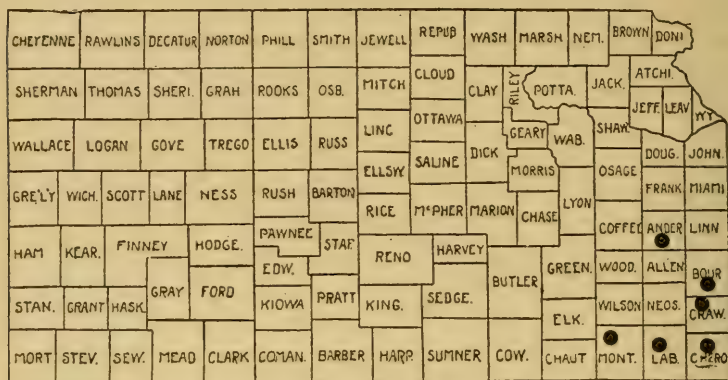 CHEYENNE RAWLINS DECATUR NORTON PHILL SMITH JEWELL REPUB WASH MARSH NEM. BROWN DONI
SHERMAN THOMAS SHERI. GRAH ROOKS OSB. MITCH CLOUD CLAY RILEY POTTA. JACK. ATCHI.
JEFF. LEAV WY
WALLACE LOGAN GOVE TREGO ELLIS RUSS LINC OTTAWA DICK GEARY WAB. SHAW. DOUG. JOHN.
GRE'L'Y WICH. SCOTT LANE NESS RUSH BARTON ELLSW. SALINE MORRIS OSAGE FRANK MIAMI
RICE McPHER MARION CHASE LYON COFFEE ANDER LINN
HAM KEAR. FINNEY HODGE. PAWNEE STAF RENO HARVEY
EDW. BUTLER GREEN. WOOD. ALLEN BOUR
STAN. GRANT HASK. GRAY FORD KIOWA PRATT KING. SEDGE. ELK. WILSON NEOS. CRAW.
MORT STEV. SEW. MEAD CLARK COMAN. BARBER HARP. SUMNER COW. CHAUT MONT. LAB. CHERO